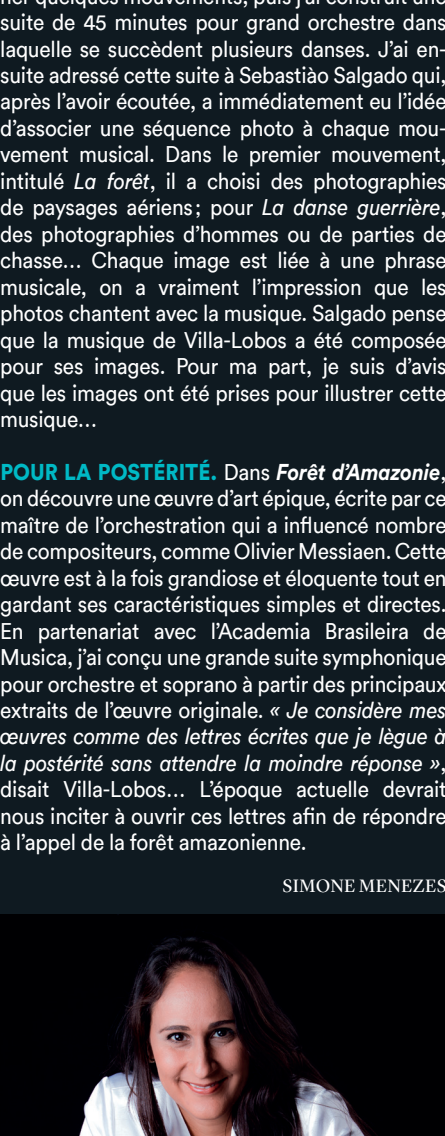 ner quelques mouvements, puis j'ai construit une
suite de 45 minutes pour grand orchestre dans
laquelle se succèdent plusieurs danses. J'ai en-
suite adressé cette suite à Sebastiào Salgado qui,
après l'avoir écoutée, a immédiatement eu l'idée
d'associer une séquence photo à chaque mou-
vement musical. Dans le premier mouvement,
intitulé La forêt, il a choisi des photographies
de paysages aériens ; pour La danse guerrière,
des photographies d'hommes ou de parties de
chasse… Chaque image est liée à une phrase
musicale, on a vraiment l'impression que les
photos chantent avec la musique. Salgado pense
que la musique de Villa-Lobos a été composée
pour ses images. Pour ma part, je suis d'avis
que les images ont été prises pour illustrer cette
musique…
POUR LA POSTÉRITÉ. Dans Forêt d'Amazonie,
on découvre une œuvre d'art épique, écrite par ce
maître de l'orchestration qui a influencé nombre
de compositeurs, comme Olivier Messiaen. Cette
œuvre est à la fois grandiose et éloquente tout en
gardant ses caractéristiques simples et directes.
En partenariat avec l'Academia Brasileira de
Musica, j'ai conçu une grande suite symphonique
pour orchestre et soprano à partir des principaux
extraits de l'œuvre originale. « Je considère mes
œuvres comme des lettres écrites que je lègue à
la postérité sans attendre la moindre réponse »,
disait Villa-Lobos… L'époque actuelle devrait
nous inciter à ouvrir ces lettres afin de répondre
à l'appel de la forêt amazonienne.
SIMONE MENEZES